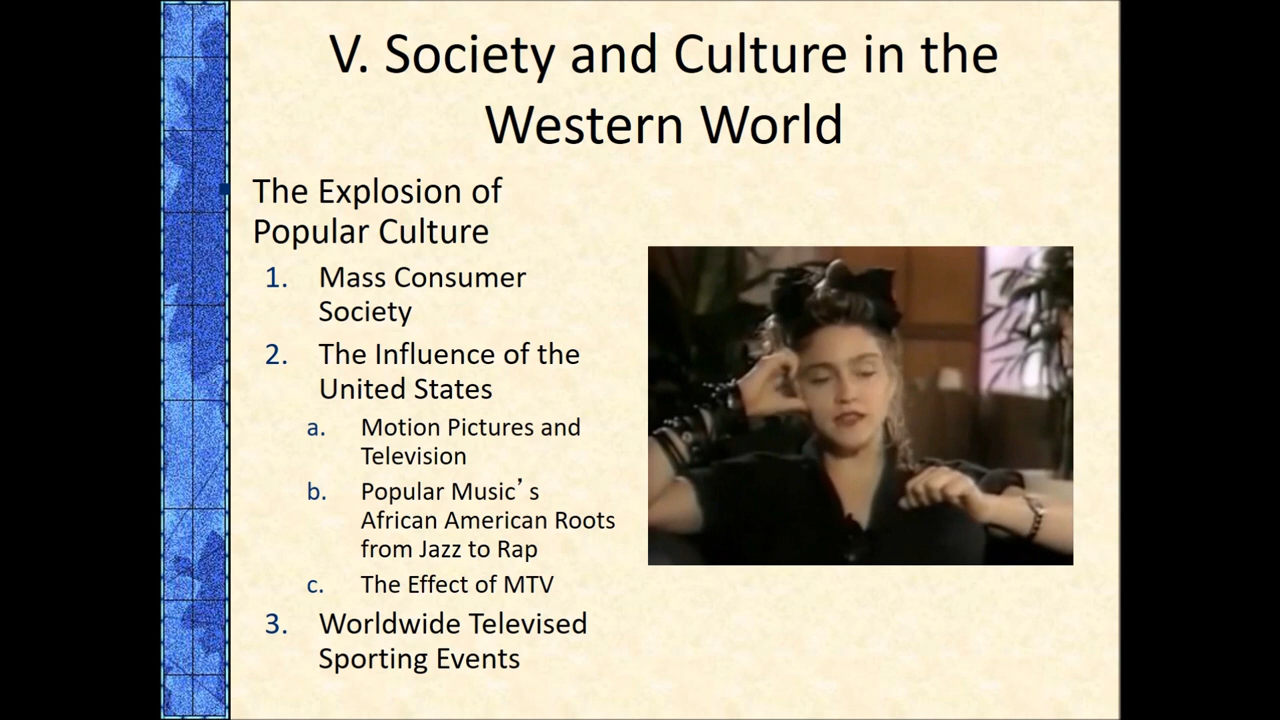 V. Society and Culture in the
Western World
The Explosion of
Popular Culture
1. Mass Consumer
Society
2. The Influence of the
United States
a. Motion Pictures and
Television
b. Popular Music’s
African American Roots
from Jazz to Rap
c. The Effect of MTV
3. Worldwide Televised
Sporting Events